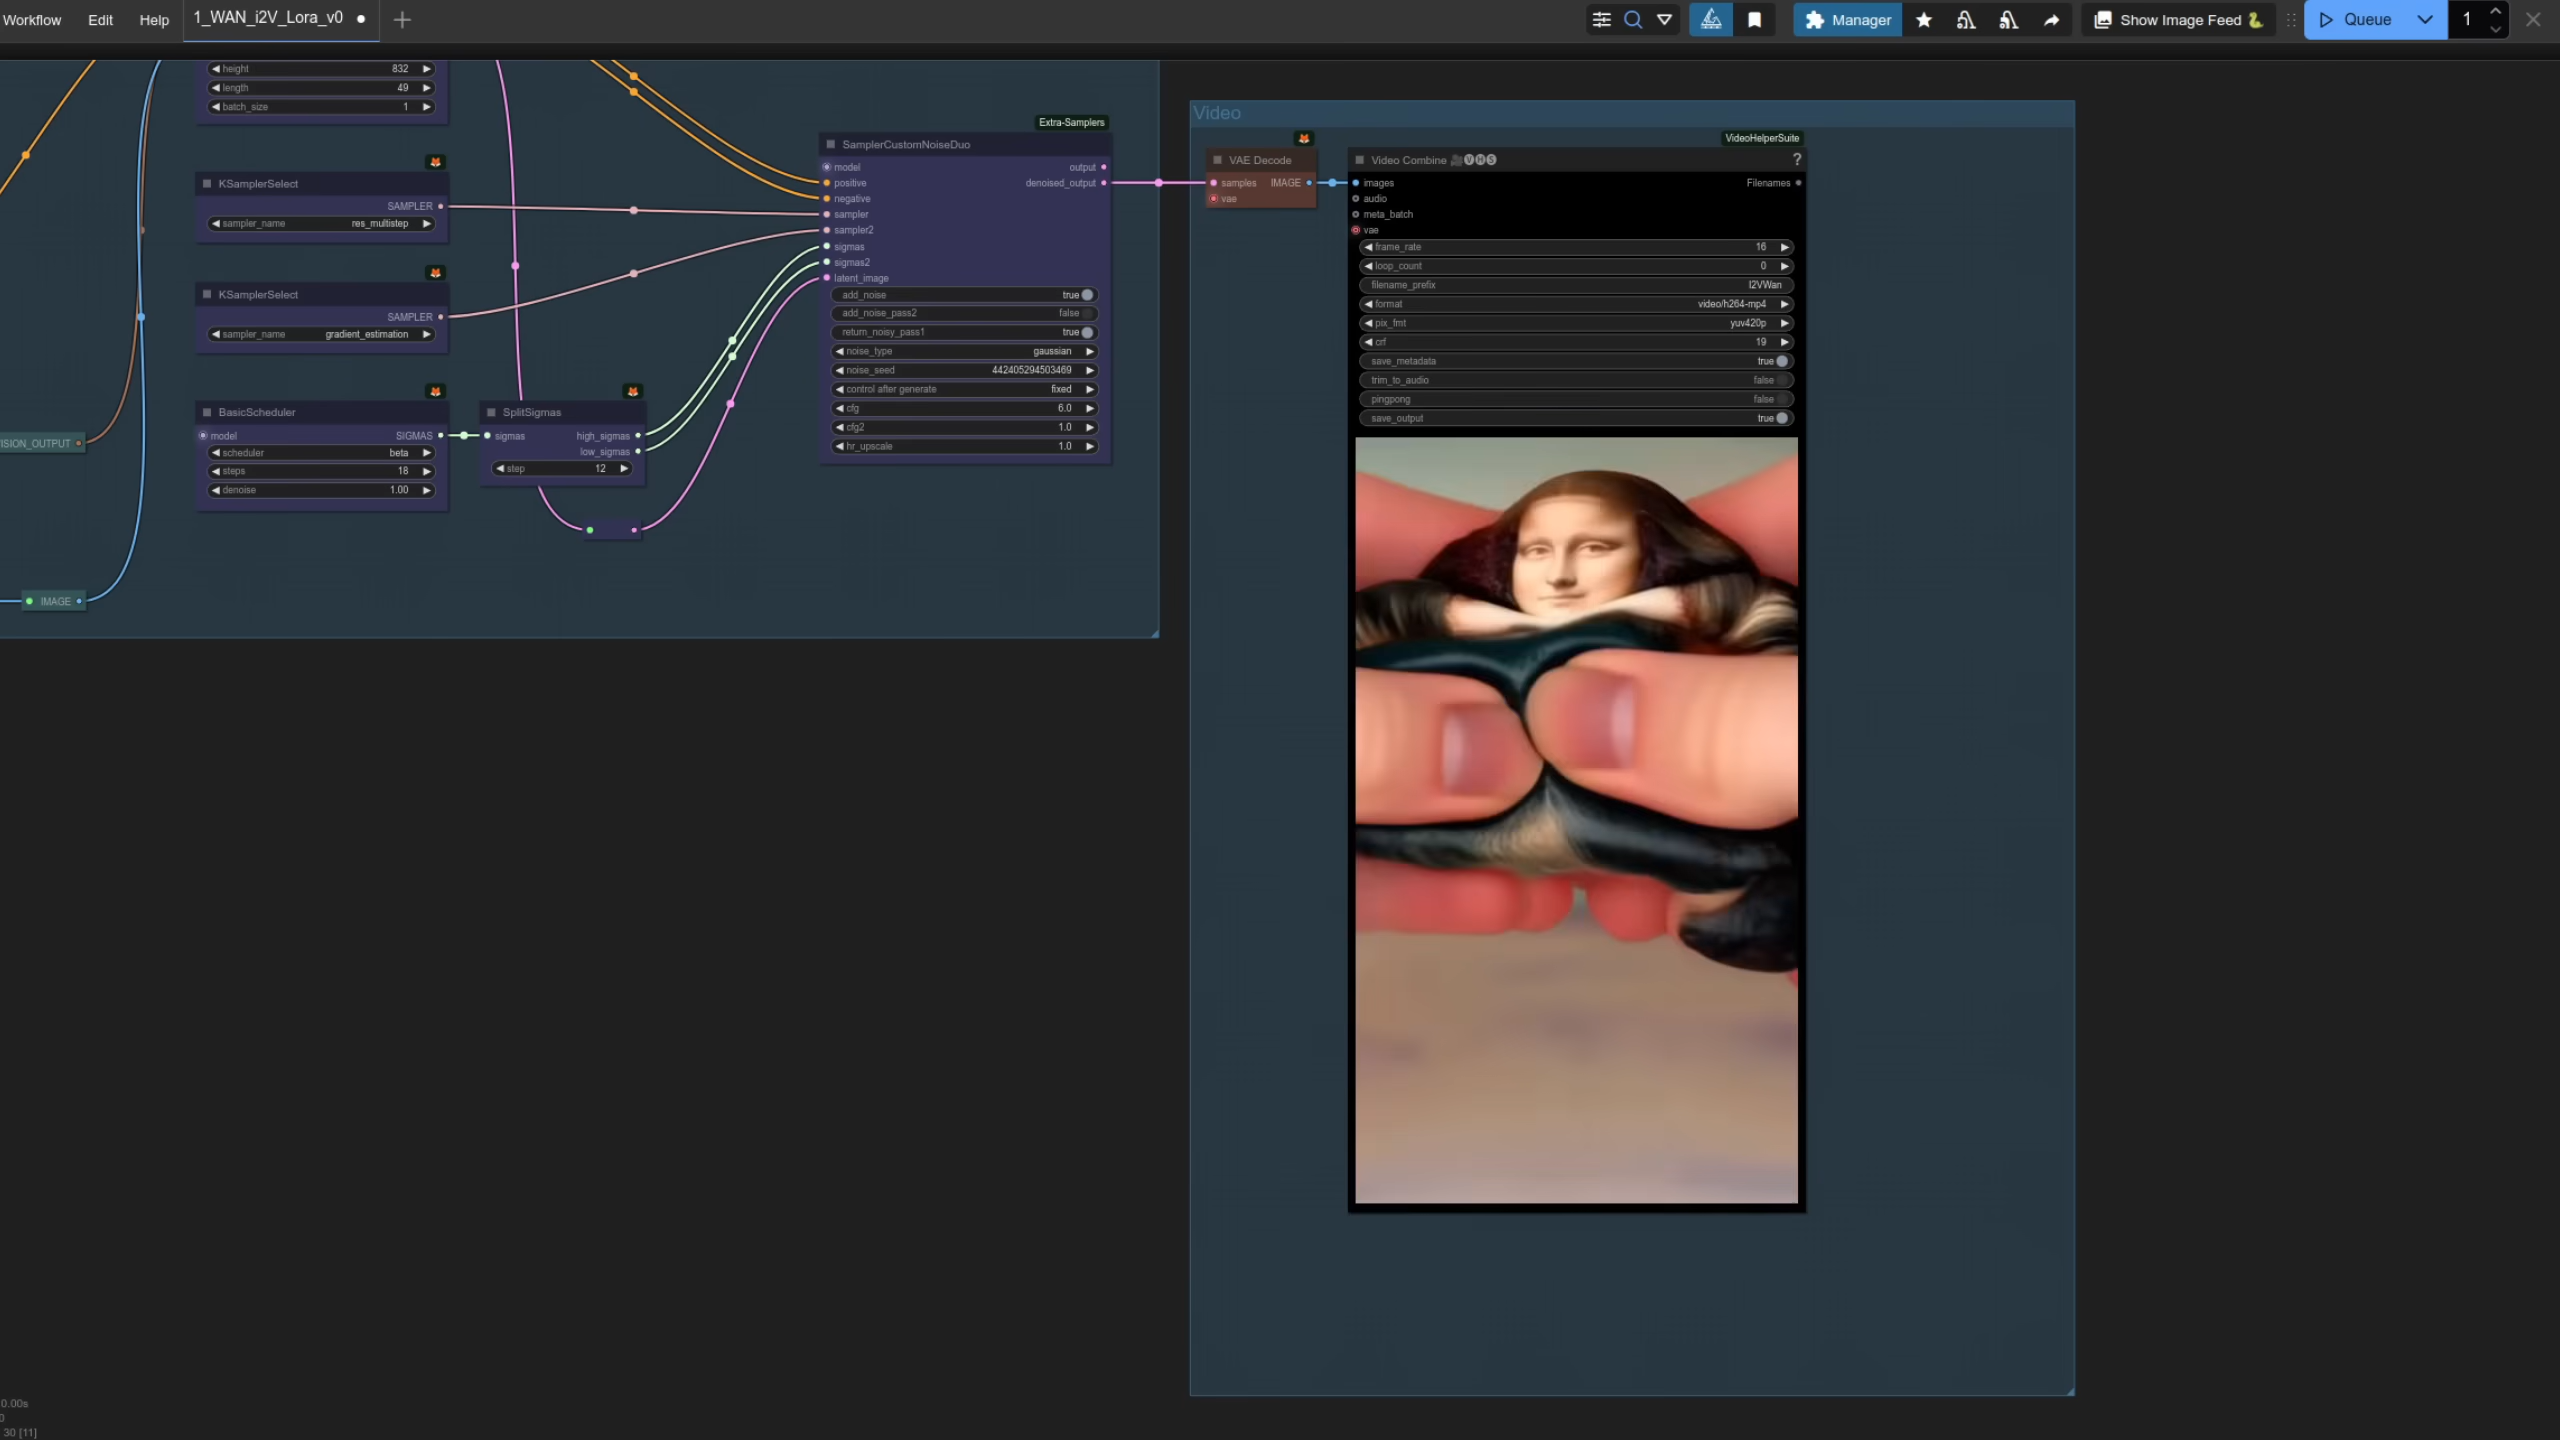 Workflow
Edit
Help
1_WAN_i2V_Lora_v0
Manager
Show Image Feed
Queue
1
height 832
length 49
batch_size 1
KSamplerSelect
SAMPLER
sampler_name res_multistep
KSamplerSelect
SAMPLER
sampler_name gradient_estimation
BasicScheduler
model SIGMAS
scheduler beta
steps 18
denoise 1.00
SplitSigmas
sigmas high_sigmas
low_sigmas
step 12
ISION_OUTPUT
IMAGE
Extra-Samplers
SamplerCustomNoiseDuo
model output
positive denoised_output
negative
sampler
sampler2
sigmas
sigmas2
latent_image
add_noise true
add_noise_pass2 false
return_noisy_pass1 true
noise_type gaussian
noise_seed 442405294503469
control after generate fixed
cfg 6.0
cfg2 1.0
hr_upscale 1.0
Video
VAE Decode
samples IMAGE
vae
VideoHelperSuite
Video Combine VHS
?
images Filenames
audio
meta_batch
vae
frame_rate 16
loop_count 0
filename_prefix I2VWan
format video/h264-mp4
pix_fmt yuv420p
crf 19
save_metadata true
trim_to_audio false
pingpong false
save_output true
0.00s
0
30 [11]